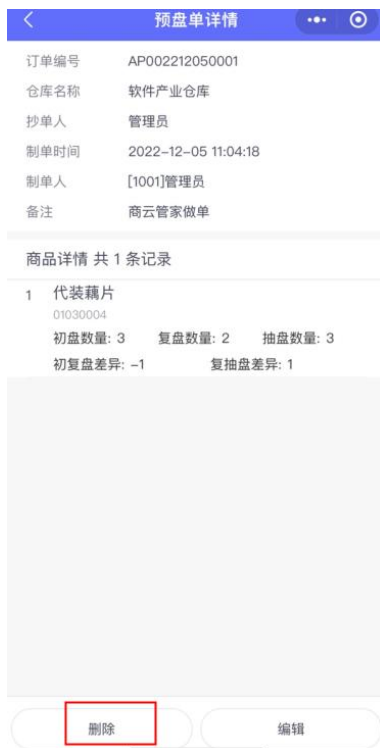 预盘单详情
订单编号 AP002212050001
仓库名称 软件产业仓库
抄单人 管理员
制单时间 2022-12-05 11:04:18
制单人 [1001]管理员
备注 商云管家做单
商品详情 共 1 条记录
1 代装藕片
01030004
初盘数量: 3 复盘数量: 2 抽盘数量: 3
初复盘差异: -1 复抽盘差异: 1
删除 编辑